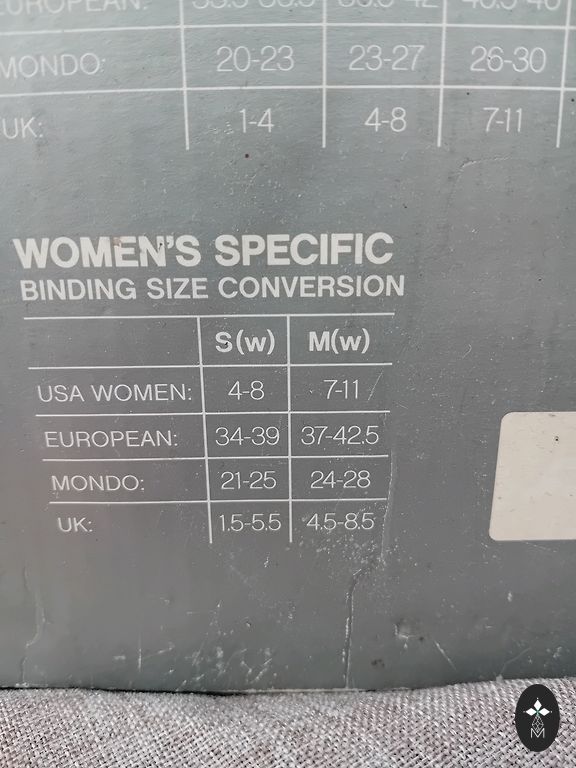 EUROPEAN:
MONDO: 20-23 23-27 26-30
UK: 1-4 4-8 7-11
WOMEN'S SPECIFIC
BINDING SIZE CONVERSION
S(w) M(w)
USA WOMEN: 4-8 7-11
EUROPEAN: 34-39 37-42.5
MONDO: 21-25 24-28
UK: 1.5-5.5 4.5-8.5
M